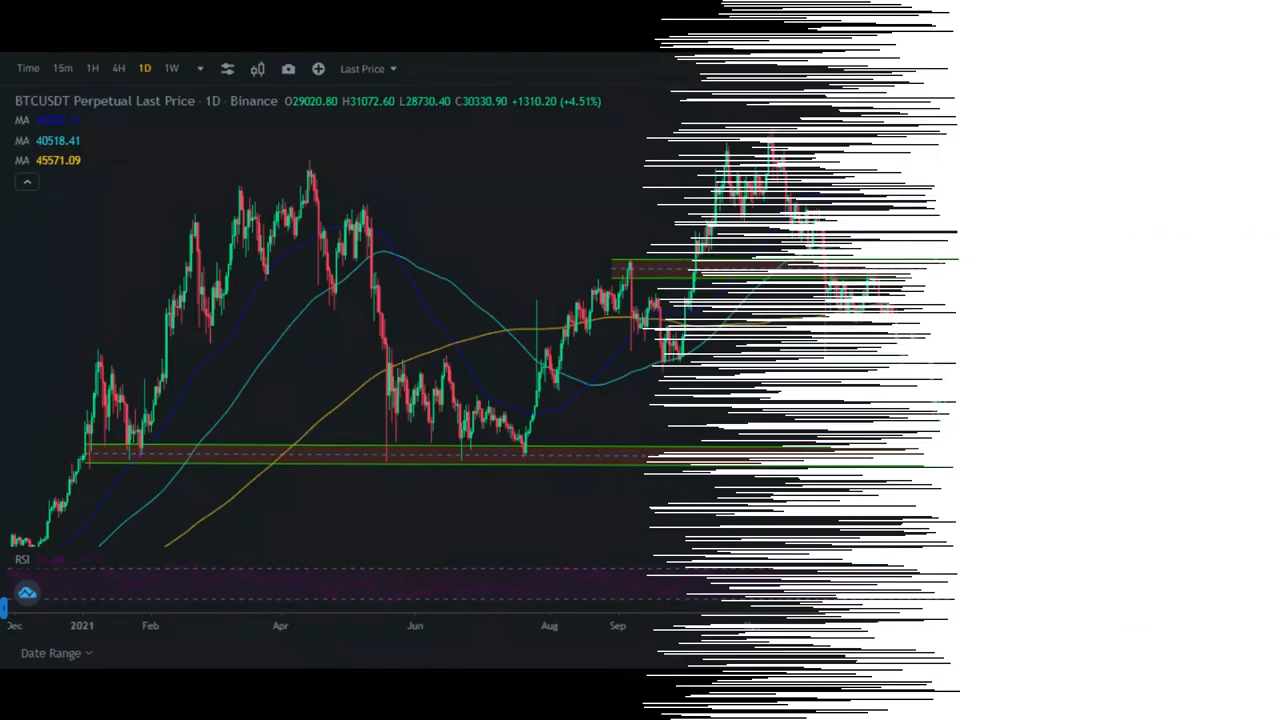 Time 15m 1H 4H 1D 1W Last Price
BTCUSDT Perpetual Last Price · 1D · Binance O29020.80 H31072.60 L28730.40 C30330.90 +1310.20 (+4.51%)
MA
MA 40518.41
MA 45571.09
RSI
Dec 2021 Feb Apr Jun Aug Sep
Date Range